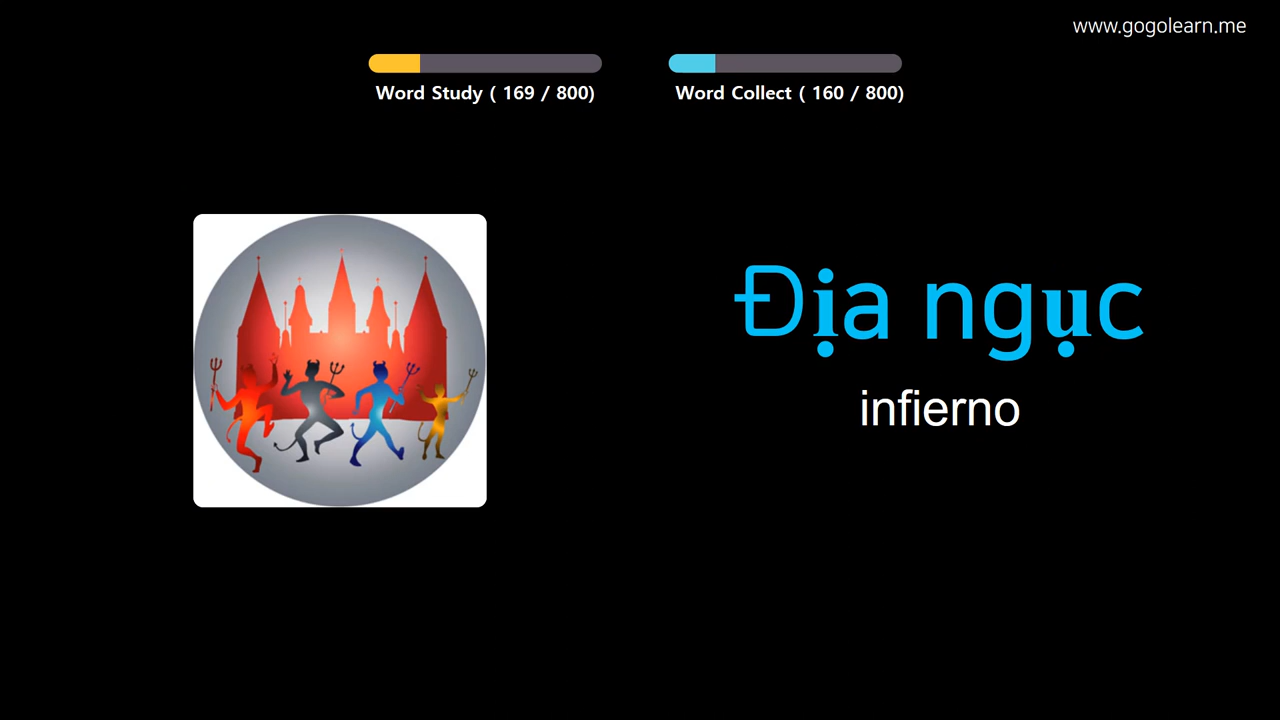 www.gogolearn.me
Word Study ( 169 / 800)
Word Collect ( 160 / 800)
Địa ngục
infierno